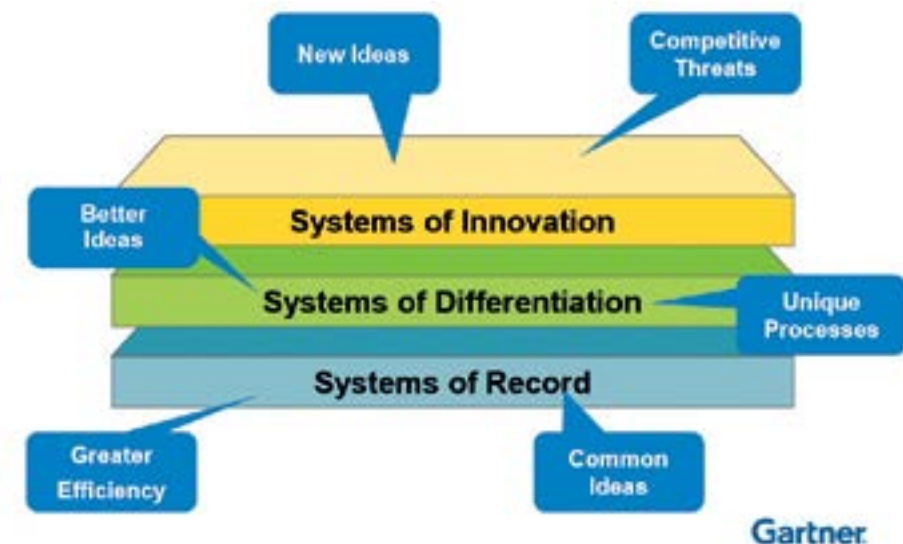 New Ideas
Competitive
Threats
Better
Ideas
Systems of Innovation
Systems of Differentiation
Unique
Processes
Systems of Record
Greater
Efficiency
Common
Ideas
Gartner